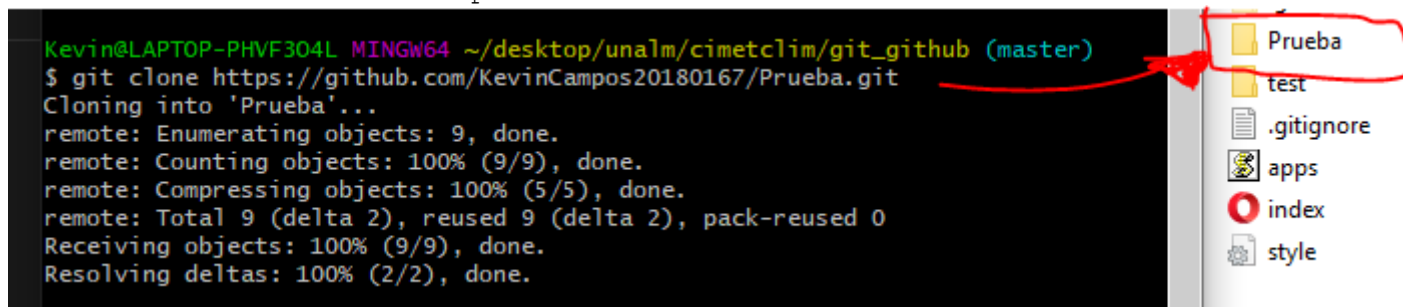 Kevin@LAPTOP-PHVF3O4L MINGW64 ~/desktop/unalm/cimetclim/git_github (master)
$ git clone https://github.com/KevinCampos20180167/Prueba.git
Cloning into 'Prueba'...
remote: Enumerating objects: 9, done.
remote: Counting objects: 100% (9/9), done.
remote: Compressing objects: 100% (5/5), done.
remote: Total 9 (delta 2), reused 9 (delta 2), pack-reused 0
Receiving objects: 100% (9/9), done.
Resolving deltas: 100% (2/2), done.
Prueba
test
.gitignore
apps
index
style